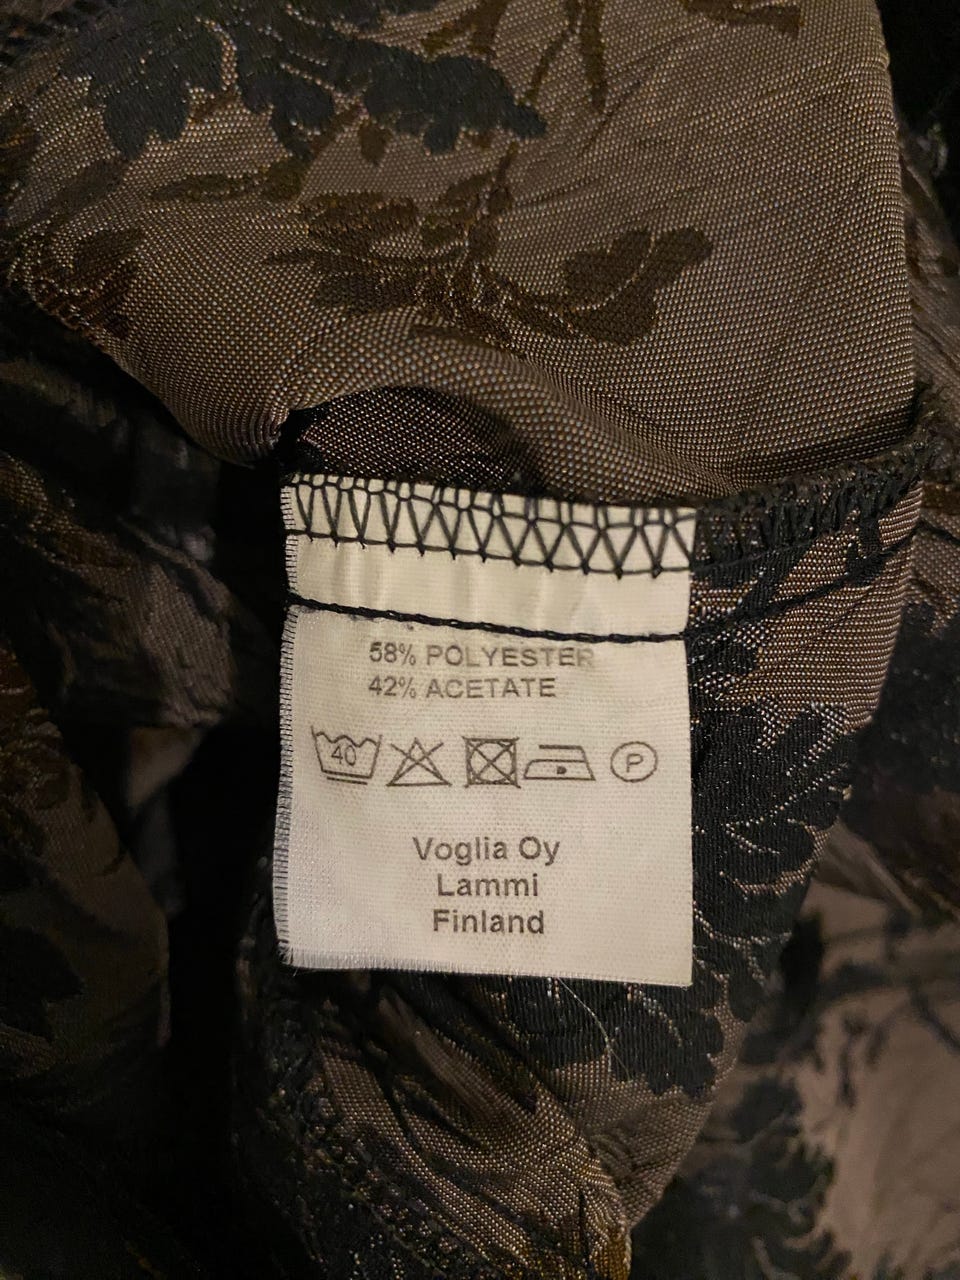 58% POLYESTER
42% ACETATE
40 P
Voglia Oy
Lammi
Finland